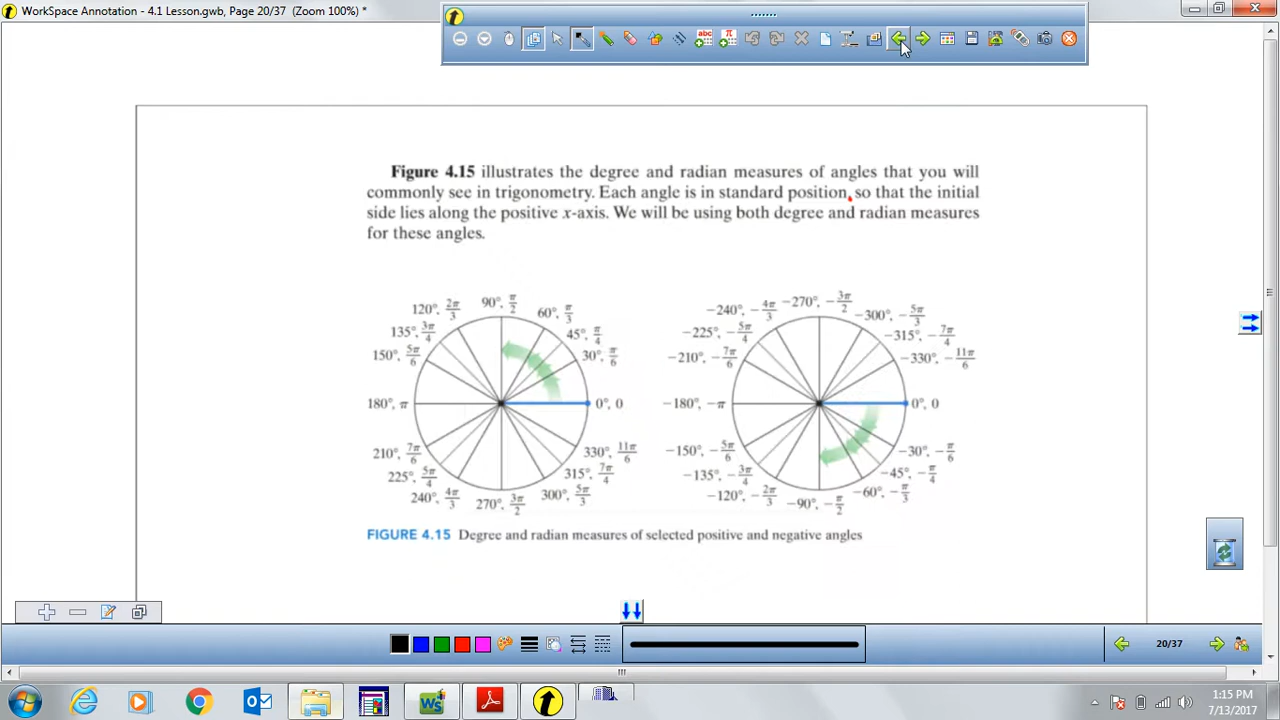 WorkSpace Annotation - 4.1 Lesson.gwb, Page 20/37 (Zoom 100%) *
abc
π
Figure 4.15 illustrates the degree and radian measures of angles that you will
commonly see in trigonometry. Each angle is in standard position, so that the initial
side lies along the positive x-axis. We will be using both degree and radian measures
for these angles.
90°, π/2
120°, 2π/3
60°, π/3
135°, 3π/4
45°, π/4
150°, 5π/6
30°, π/6
180°, π
0°, 0
210°, 7π/6
330°, 11π/6
225°, 5π/4
315°, 7π/4
240°, 4π/3
300°, 5π/3
270°, 3π/2
-270°, -3π/2
-240°, -4π/3
-300°, -5π/3
-225°, -5π/4
-315°, -7π/4
-210°, -7π/6
-330°, -11π/6
-180°, -π
0°, 0
-150°, -5π/6
-30°, -π/6
-135°, -3π/4
-45°, -π/4
-120°, -2π/3
-60°, -π/3
-90°, -π/2
FIGURE 4.15 Degree and radian measures of selected positive and negative angles
20/37
1:15 PM
7/13/2017